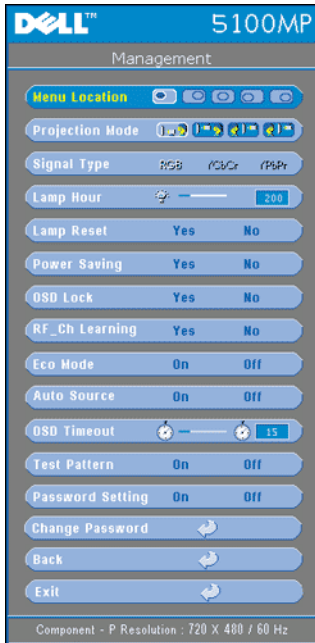 DELL™ 5100MP
Management
Menu Location
Projection Mode
Signal Type RGB YCbCr YPbPr
Lamp Hour 200
Lamp Reset Yes No
Power Saving Yes No
OSD Lock Yes No
RF_Ch Learning Yes No
Eco Mode On Off
Auto Source On Off
OSD Timeout 15
Test Pattern On Off
Password Setting On Off
Change Password
Back
Exit
Component - P Resolution : 720 X 480 / 60 Hz